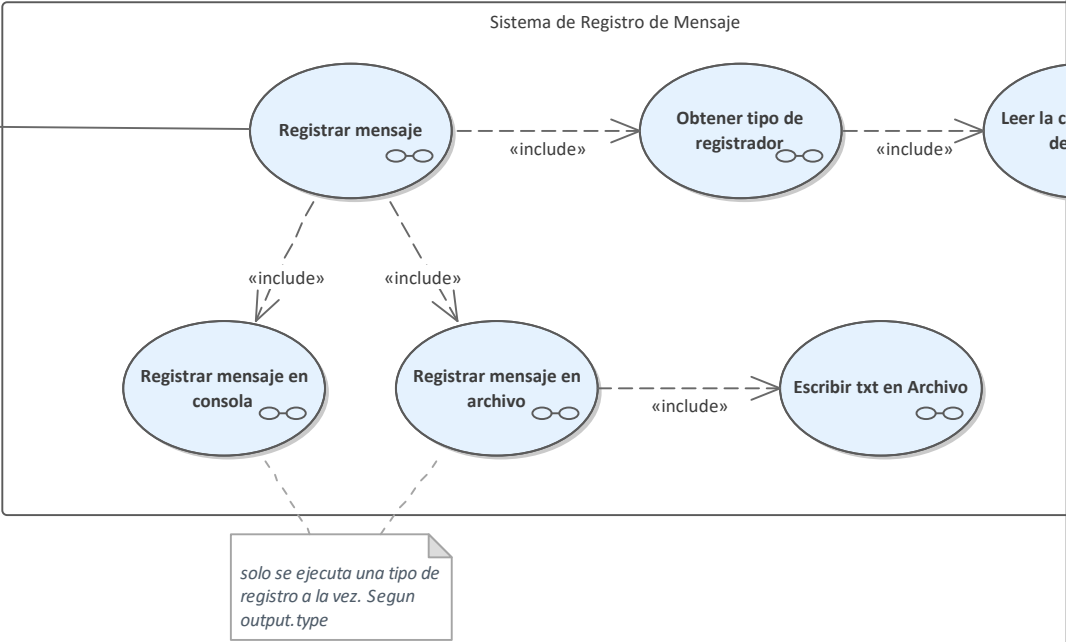 Sistema de Registro de Mensaje
Registrar mensaje
«include»
Obtener tipo de
registrador
«include»
Leer la
de
«include»
«include»
Registrar mensaje en
consola
Registrar mensaje en
archivo
«include»
Escribir txt en Archivo
solo se ejecuta una tipo de
registro a la vez. Segun
output.type